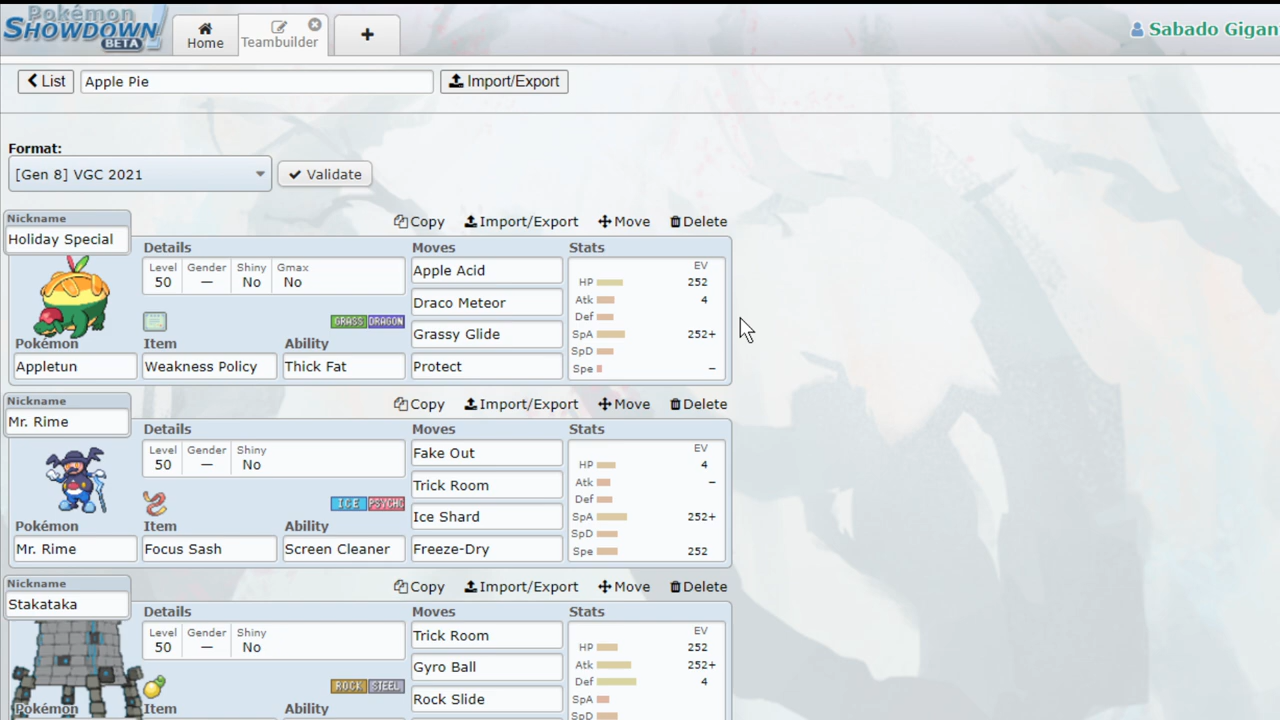 Pokémon
SHOWDOWN!
BETA
Home
Teambuilder
+
Sabado Gigan
List
Apple Pie
Import/Export
Format:
[Gen 8] VGC 2021
Validate
Nickname
Holiday Special
Copy Import/Export Move Delete
Details
Level Gender Shiny Gmax
50 — No No
GRASS DRAGON
Pokémon Item Ability
Appletun Weakness Policy Thick Fat
Moves
Apple Acid
Draco Meteor
Grassy Glide
Protect
Stats
EV
HP 252
Atk 4
Def
SpA 252+
SpD
Spe −
Nickname
Mr. Rime
Copy Import/Export Move Delete
Details
Level Gender Shiny
50 — No
ICE PSYCHC
Pokémon Item Ability
Mr. Rime Focus Sash Screen Cleaner
Moves
Fake Out
Trick Room
Ice Shard
Freeze-Dry
Stats
EV
HP 4
Atk −
Def
SpA 252+
SpD
Spe 252
Nickname
Stakataka
Copy Import/Export Move Delete
Details
Level Gender Shiny
50 — No
ROCK STEEL
Pokémon Item Ability
Moves
Trick Room
Gyro Ball
Rock Slide
Stats
EV
HP 252
Atk 252+
Def 4
SpA
SpD